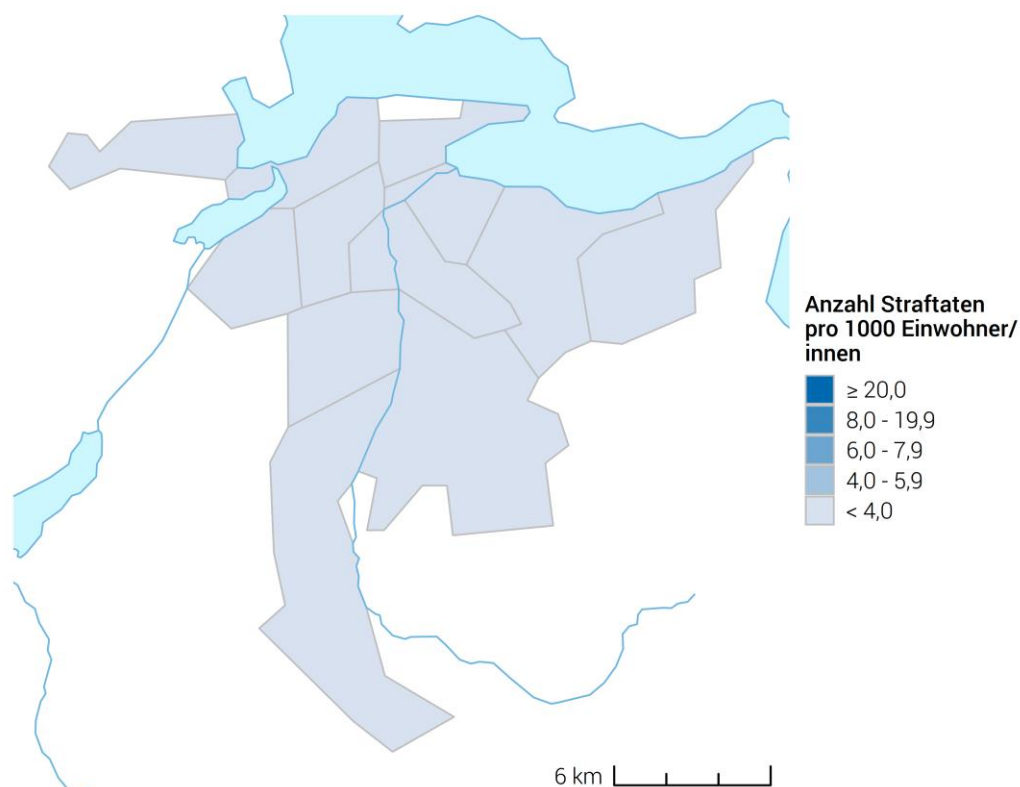 Anzahl Straftaten
pro 1000 Einwohner/
innen
≥ 20,0
8,0 - 19,9
6,0 - 7,9
4,0 - 5,9
< 4,0
6 km